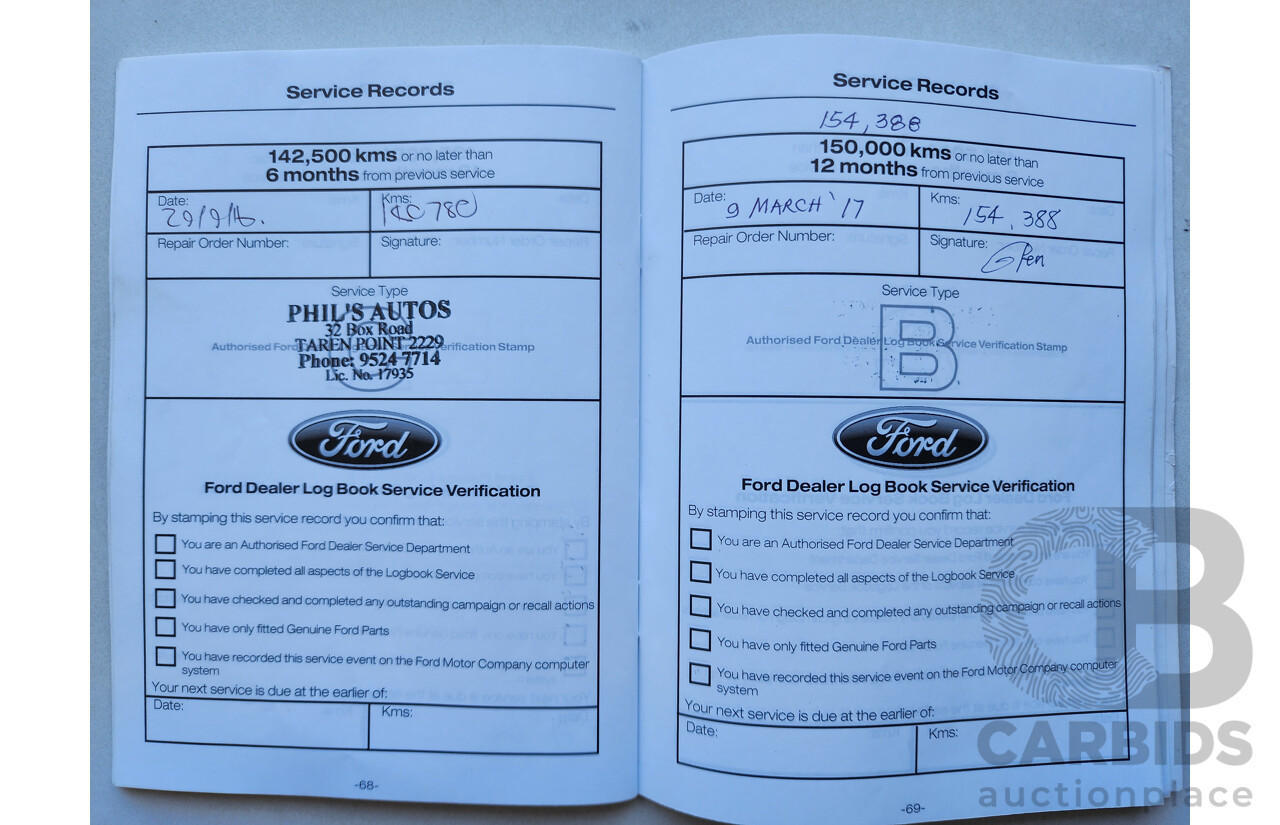 Service Records
142,500 kms or no later than
6 months from previous service
Date:
Kms:
Repair Order Number:
Signature:
Service Type
PHIL'S AUTOS
32 Box Road
TAREN POINT 2229
Phone: 9524-7714
Lic. No. 17935
Authorised Ford Service Verification Stamp
Ford
Ford Dealer Log Book Service Verification
By stamping this service record you confirm that:
You are an Authorised Ford Dealer Service Department
You have completed all aspects of the Logbook Service
You have checked and completed any outstanding campaign or recall actions
You have only fitted Genuine Ford Parts
You have recorded this service event on the Ford Motor Company computer
system
Your next service is due at the earlier of:
Date:
Kms:
-68-
Service Records
154,388
150,000 kms or no later than
12 months from previous service
Date: 9 MARCH '17
Kms: 154,388
Repair Order Number:
Signature:
Service Type
B
Authorised Ford Dealer Log Book Service Verification Stamp
Ford
Ford Dealer Log Book Service Verification
By stamping this service record you confirm that:
You are an Authorised Ford Dealer Service Department
You have completed all aspects of the Logbook Service
You have checked and completed any outstanding campaign or recall actions
You have only fitted Genuine Ford Parts
You have recorded this service event on the Ford Motor Company computer
system
Your next service is due at the earlier of:
Date:
Kms:
-69-
CARBIDS
auctionplace